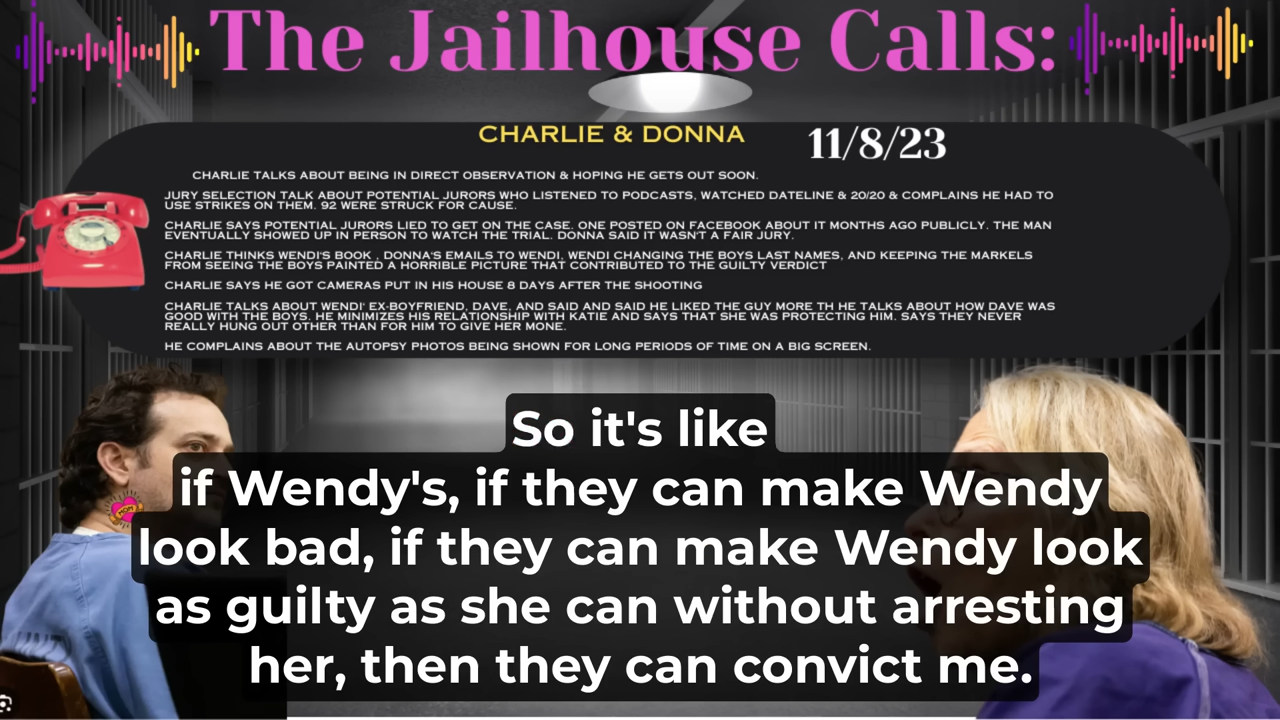 The Jailhouse Calls:
CHARLIE & DONNA
11/8/23
CHARLIE TALKS ABOUT BEING IN DIRECT OBSERVATION & HOPING HE GETS OUT SOON.
JURY SELECTION TALK ABOUT POTENTIAL JURORS WHO LISTENED TO PODCASTS, WATCHED DATELINE & 20/20 & COMPLAINS HE HAD TO
USE STRIKES ON THEM. 92 WERE STRUCK FOR CAUSE.
CHARLIE SAYS POTENTIAL JURORS LIED TO GET ON THE CASE. ONE POSTED ON FACEBOOK ABOUT IT MONTHS AGO PUBLICLY. THE MAN
EVENTUALLY SHOWED UP IN PERSON TO WATCH THE TRIAL. DONNA SAID IT WASN'T A FAIR JURY.
CHARLIE THINKS WENDI'S BOOK , DONNA'S EMAILS TO WENDI, WENDI CHANGING THE BOYS LAST NAMES, AND KEEPING THE MARKELS
FROM SEEING THE BOYS PAINTED A HORRIBLE PICTURE THAT CONTRIBUTED TO THE GUILTY VERDICT
CHARLIE SAYS HE GOT CAMERAS PUT IN HIS HOUSE 8 DAYS AFTER THE SHOOTING
CHARLIE TALKS ABOUT WENDI' EX-BOYFRIEND, DAVE, AND SAID AND SAID HE LIKED THE GUY MORE TH HE TALKS ABOUT HOW DAVE WAS
GOOD WITH THE BOYS. HE MINIMIZES HIS RELATIONSHIP WITH KATIE AND SAYS THAT SHE WAS PROTECTING HIM. SAYS THEY NEVER
REALLY HUNG OUT OTHER THAN FOR HIM TO GIVE HER MONE.
HE COMPLAINS ABOUT THE AUTOPSY PHOTOS BEING SHOWN FOR LONG PERIODS OF TIME ON A BIG SCREEN.
MOM
So it's like
if Wendy's, if they can make Wendy
look bad, if they can make Wendy look
as guilty as she can without arresting
her, then they can convict me.